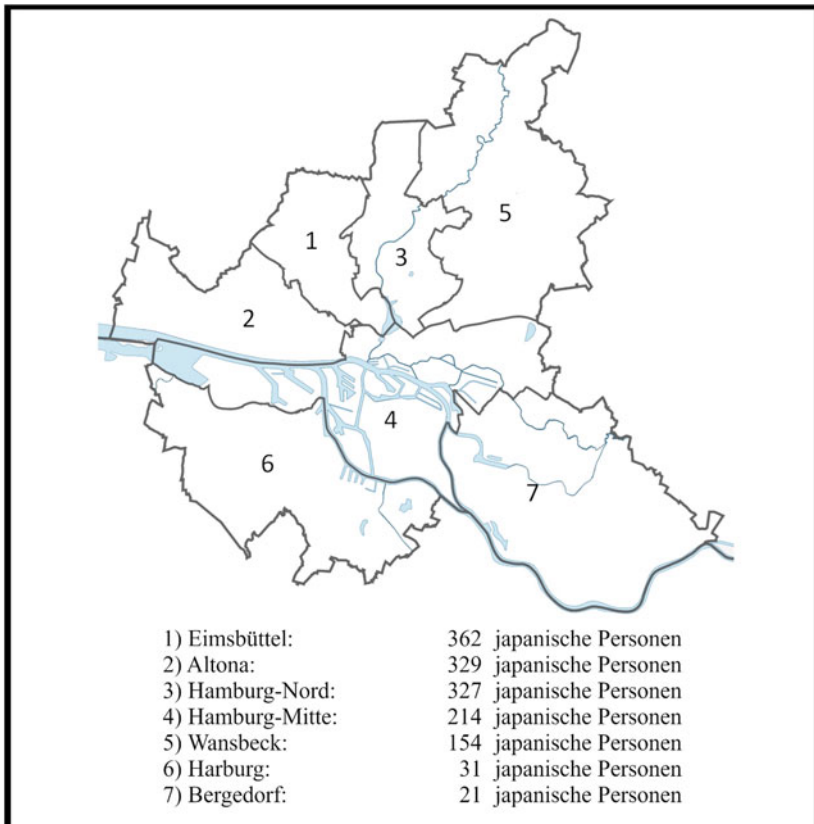 5
1
3
2
4
6
7
1) Eimsbüttel: 362 japanische Personen
2) Altona: 329 japanische Personen
3) Hamburg-Nord: 327 japanische Personen
4) Hamburg-Mitte: 214 japanische Personen
5) Wansbeck: 154 japanische Personen
6) Harburg: 31 japanische Personen
7) Bergedorf: 21 japanische Personen